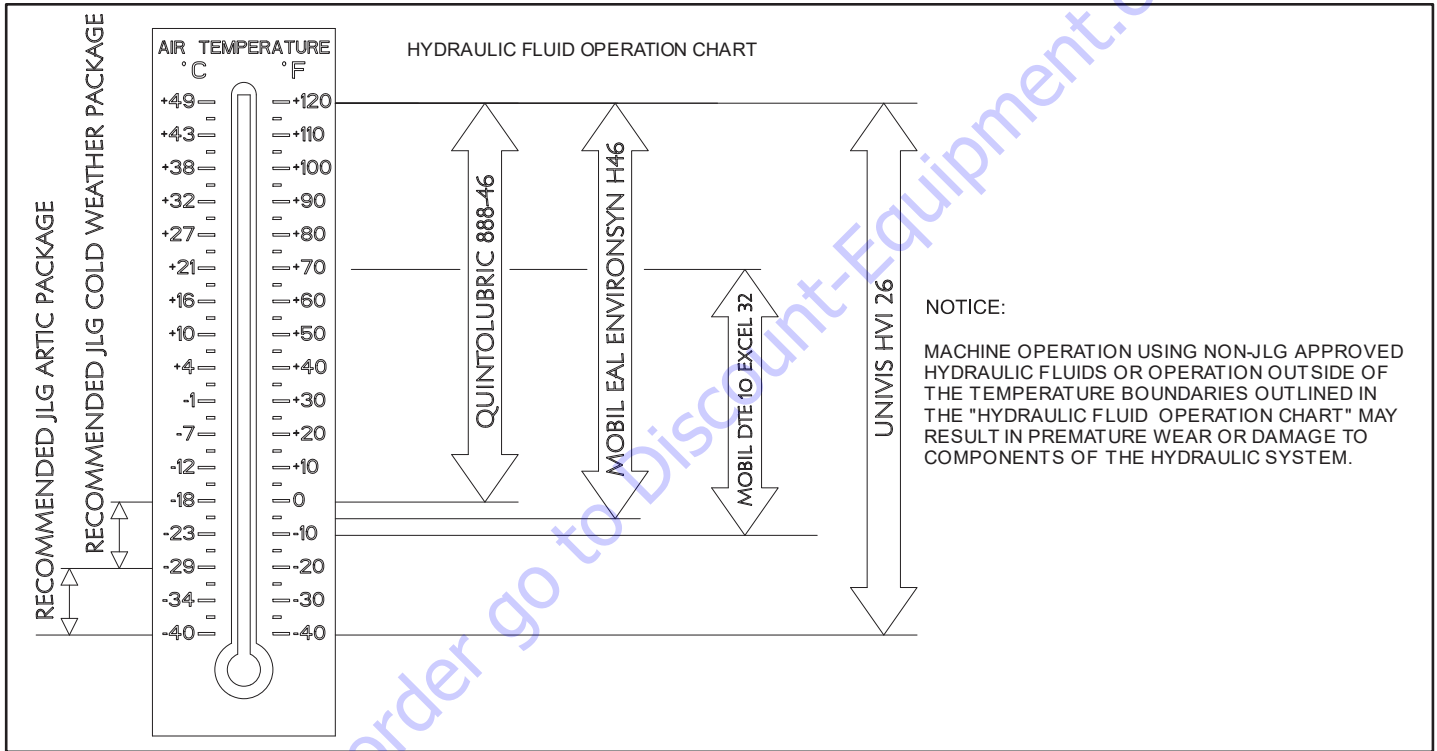 HYDRAULIC FLUID OPERATION CHART
RECOMMENDED JLG ARTIC PACKAGE
RECOMMENDED JLG COLD WEATHER PACKAGE
AIR TEMPERATURE
°C °F
+49 +120
+43 +110
+38 +100
+32 +90
+27 +80
+21 +70
+16 +60
+10 +50
+4 +40
-1 +30
-7 +20
-12 +10
-18 0
-23 -10
-29 -20
-34 -30
-40 -40
QUINTOLUBRIC 888-46
MOBIL EAL ENVIRONSYN H46
MOBIL DTE 10 EXCEL 32
UNIVIS HVI 26
NOTICE:
MACHINE OPERATION USING NON-JLG APPROVED
HYDRAULIC FLUIDS OR OPERATION OUTSIDE OF
THE TEMPERATURE BOUNDARIES OUTLINED IN
THE "HYDRAULIC FLUID OPERATION CHART" MAY
RESULT IN PREMATURE WEAR OR DAMAGE TO
COMPONENTS OF THE HYDRAULIC SYSTEM.
order go to Discount-Equipment.